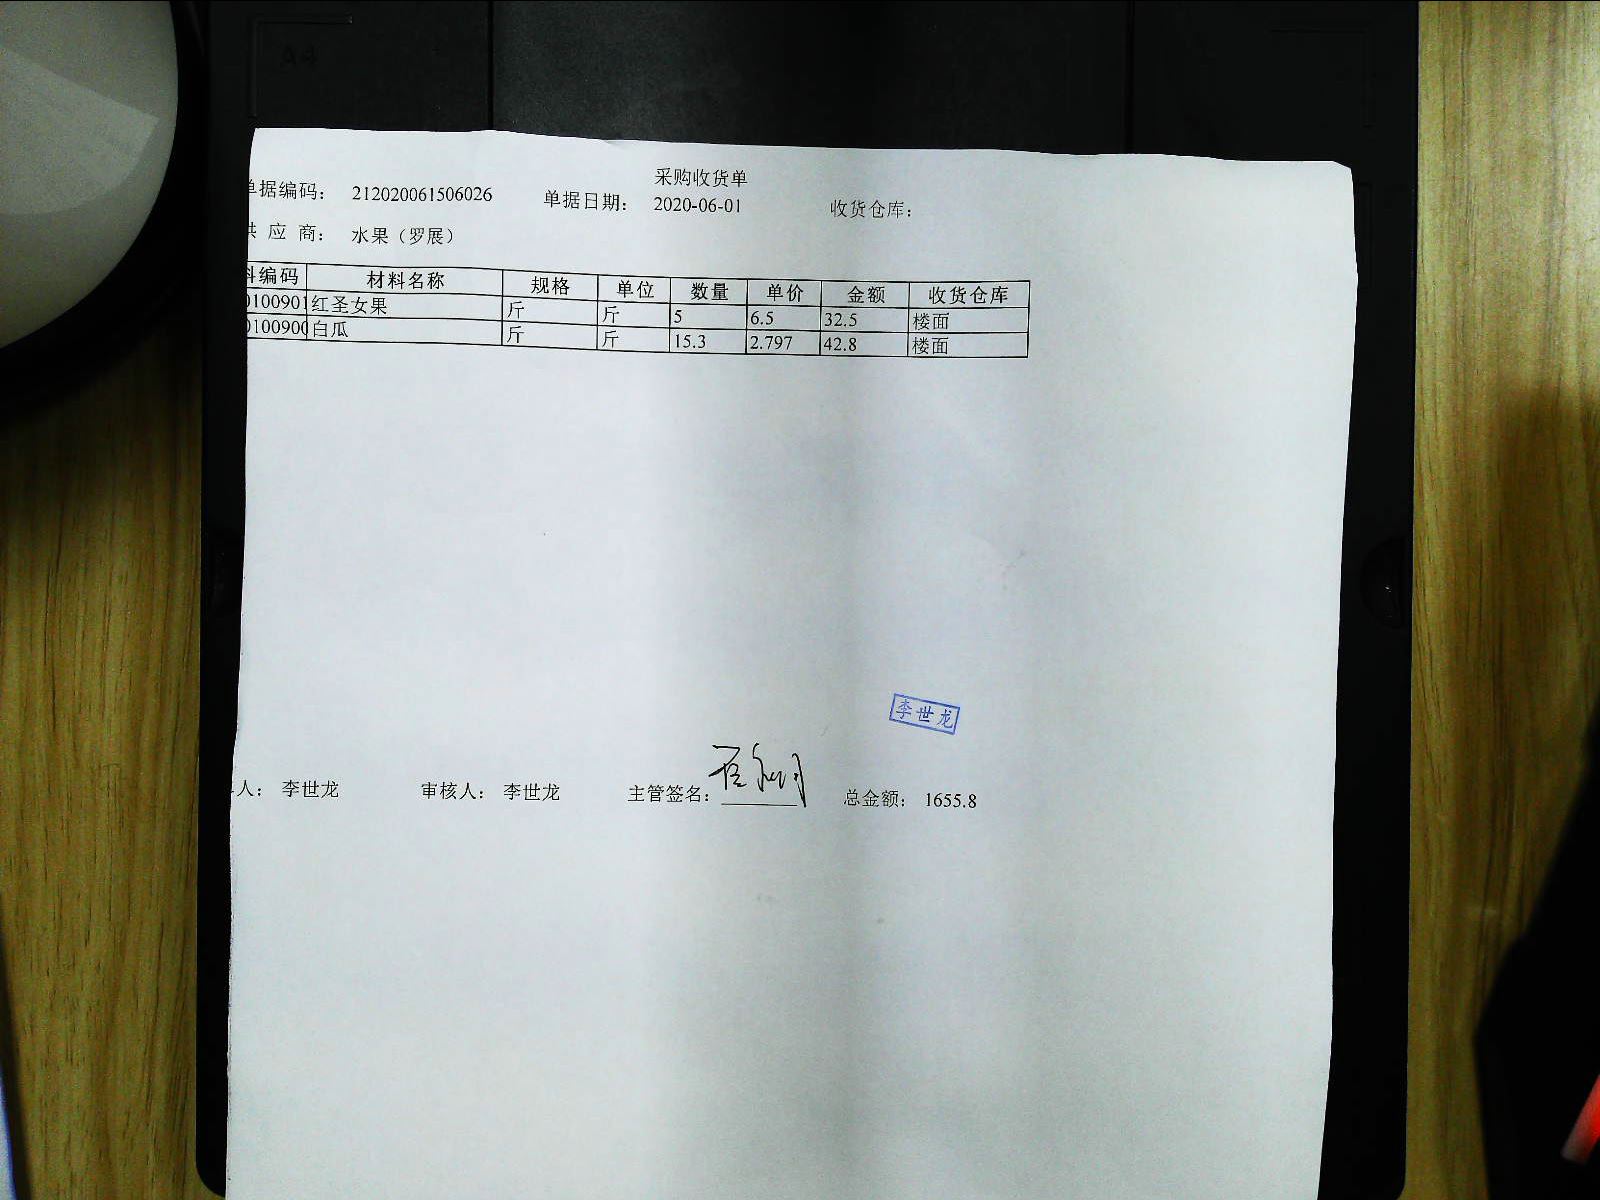 采购收货单
单据编码： 212020061506026 单据日期： 2020-06-01 收货仓库：
供 应 商： 水果（罗展）
料编码 材料名称 规格 单位 数量 单价 金额 收货仓库
0100901 红圣女果 斤 斤 5 6.5 32.5 楼面
0100900 白瓜 斤 斤 15.3 2.797 42.8 楼面
李世龙
人： 李世龙 审核人： 李世龙 主管签名： 总金额： 1655.8